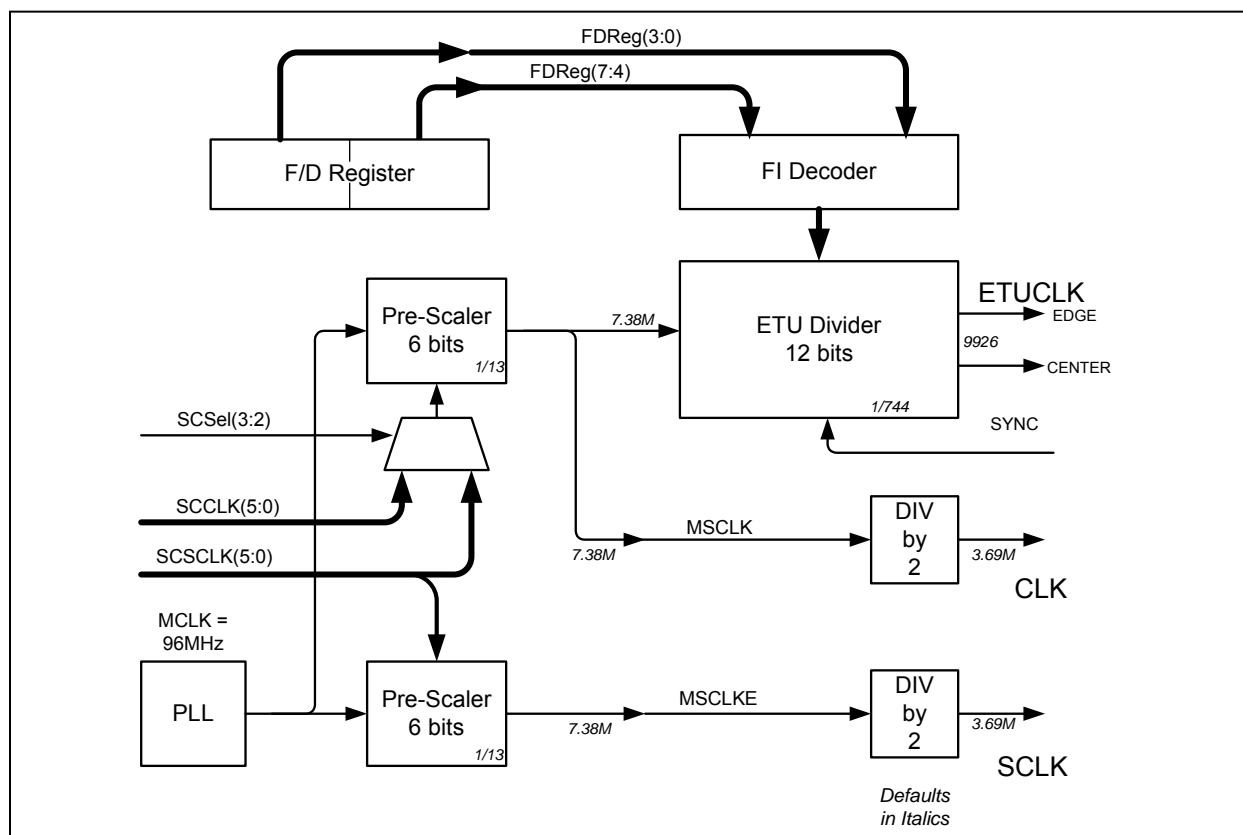 FDReg(3:0)
FDReg(7:4)
F/D Register
FI Decoder
Pre-Scaler
6 bits
1/13
7.38M
ETU Divider
12 bits
1/744
ETUCLK
EDGE
9926
CENTER
SYNC
SCSel(3:2)
SCCLK(5:0)
SCSCLK(5:0)
MSCLK
7.38M
DIV
by
2
3.69M
CLK
MCLK =
96MHz
PLL
Pre-Scaler
6 bits
1/13
7.38M
MSCLKE
DIV
by
2
3.69M
SCLK
Defaults
in Italics